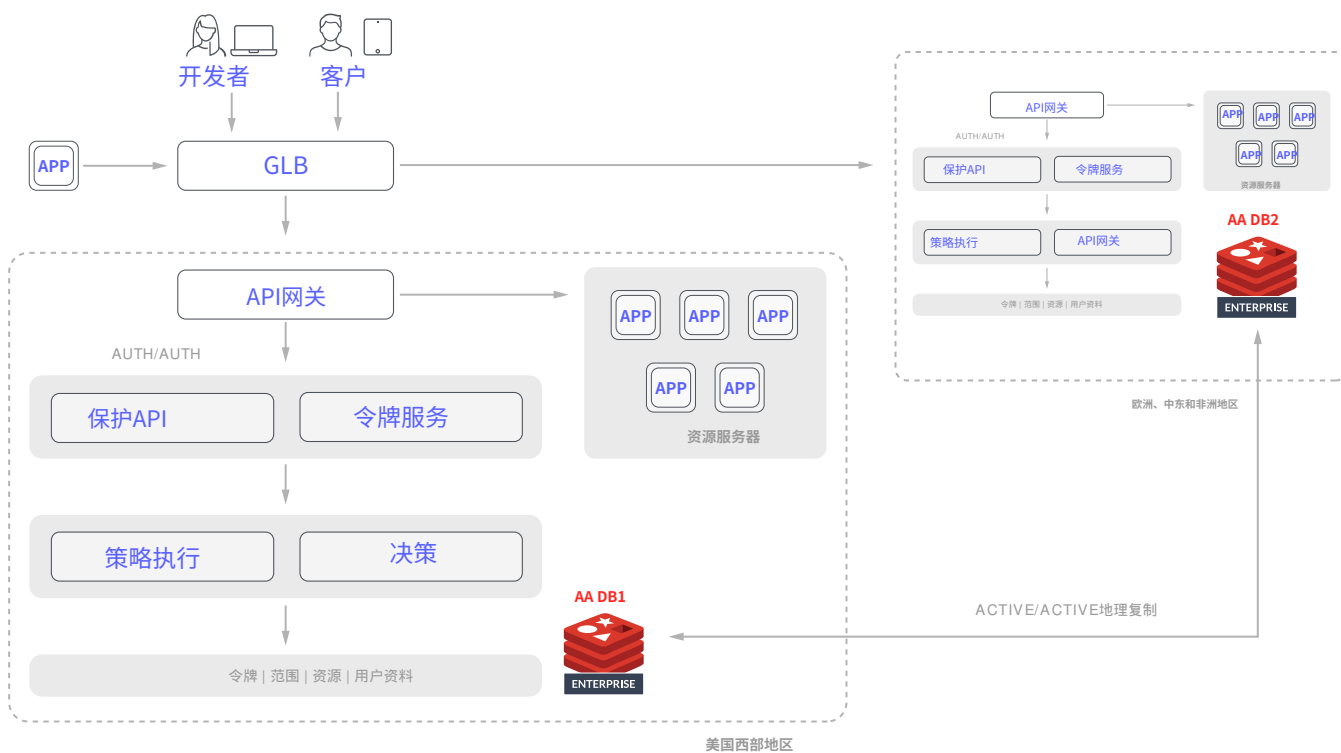 开发者
客户
APP
GLB
API网关
AUTH/AUTH
保护API
令牌服务
策略执行
决策
令牌 | 范围 | 资源 | 用户资料
APP
APP
APP
APP
APP
资源服务器
AA DB1
ENTERPRISE
美国西部地区
ACTIVE/ACTIVE地理复制
API网关
AUTH/AUTH
保护API
令牌服务
策略执行
API网关
令牌 | 范围 | 资源 | 用户资料
APP
APP
APP
APP
APP
资源服务器
AA DB2
ENTERPRISE
欧洲、中东和非洲地区